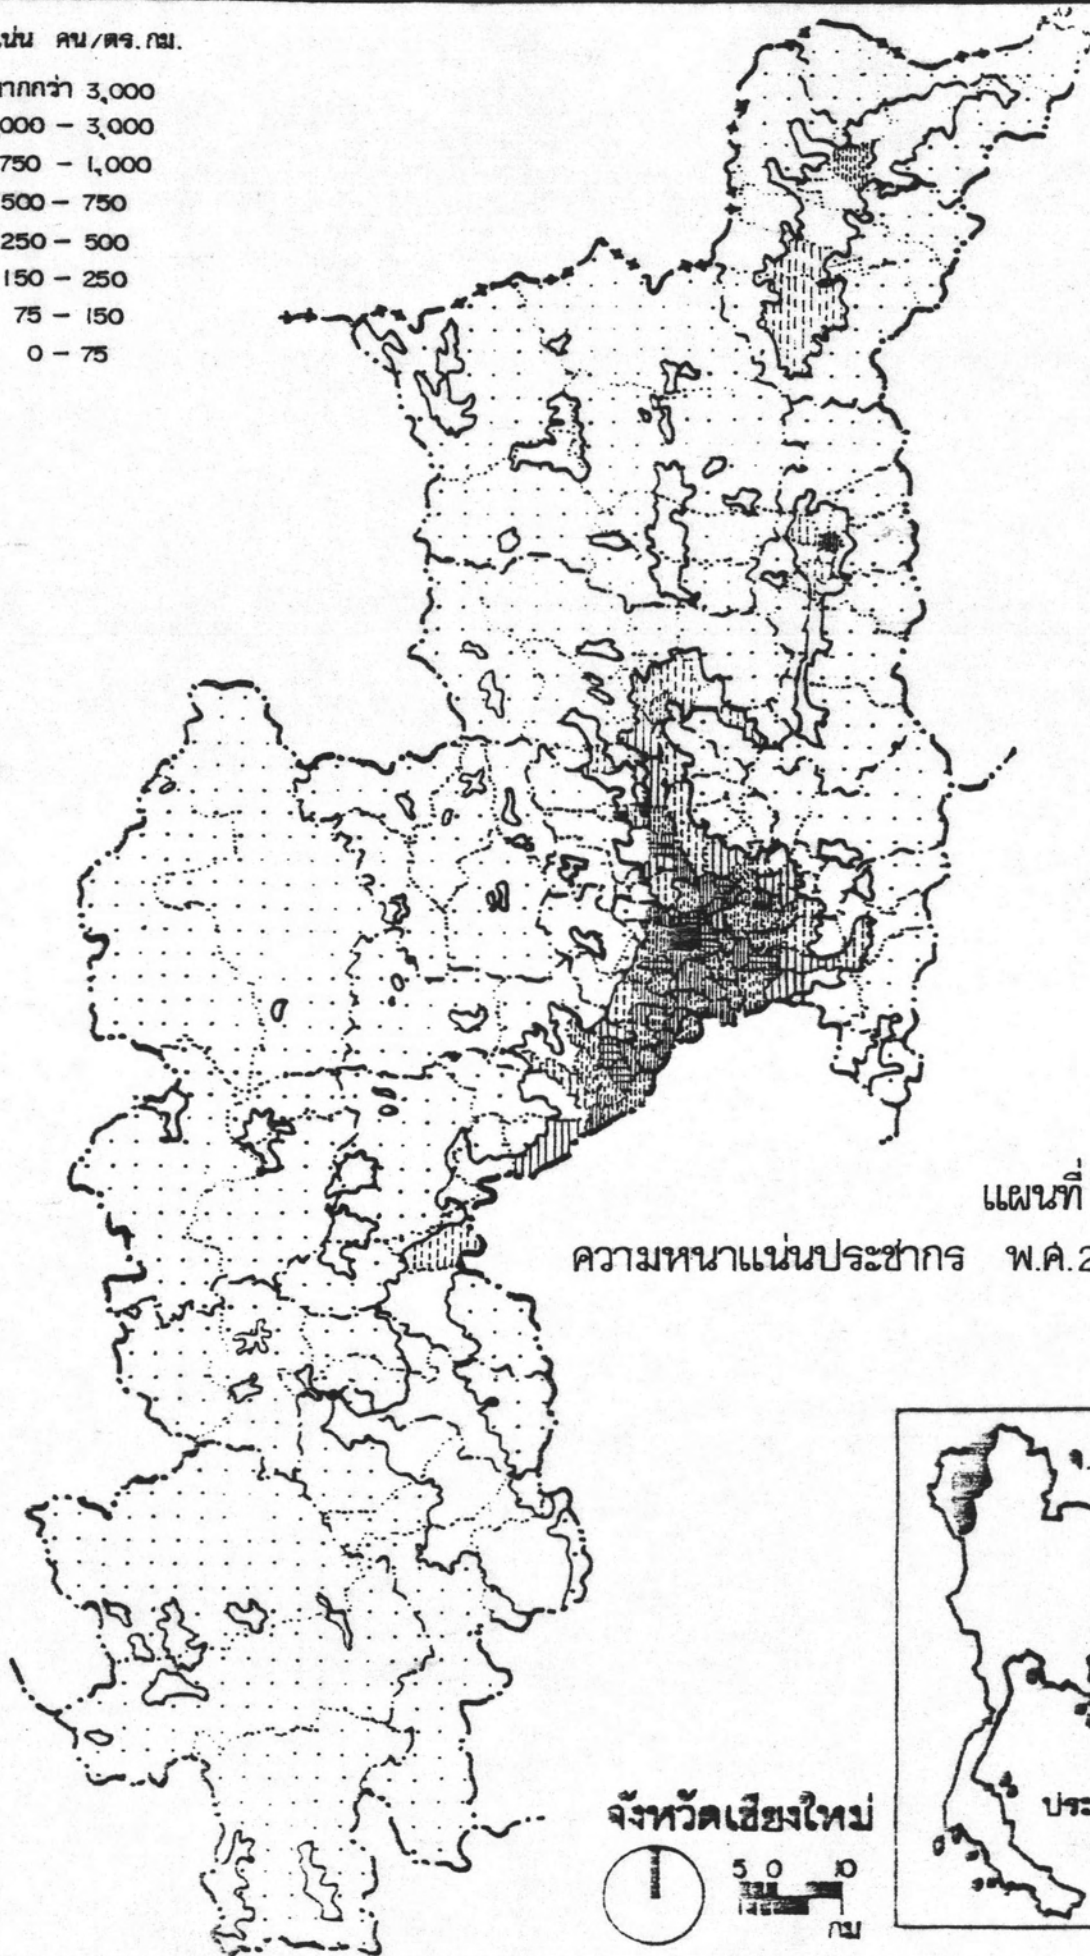 คน/ตร.กม.
3,000
000 – 3,000
750 – 1,000
500 – 750
250 – 500
150 – 250
75 – 150
0 – 75
แผนที่
ความหนาแน่นประชากร พ.ศ.2
จังหวัดเชียงใหม่
5 0 10
กม
ประ